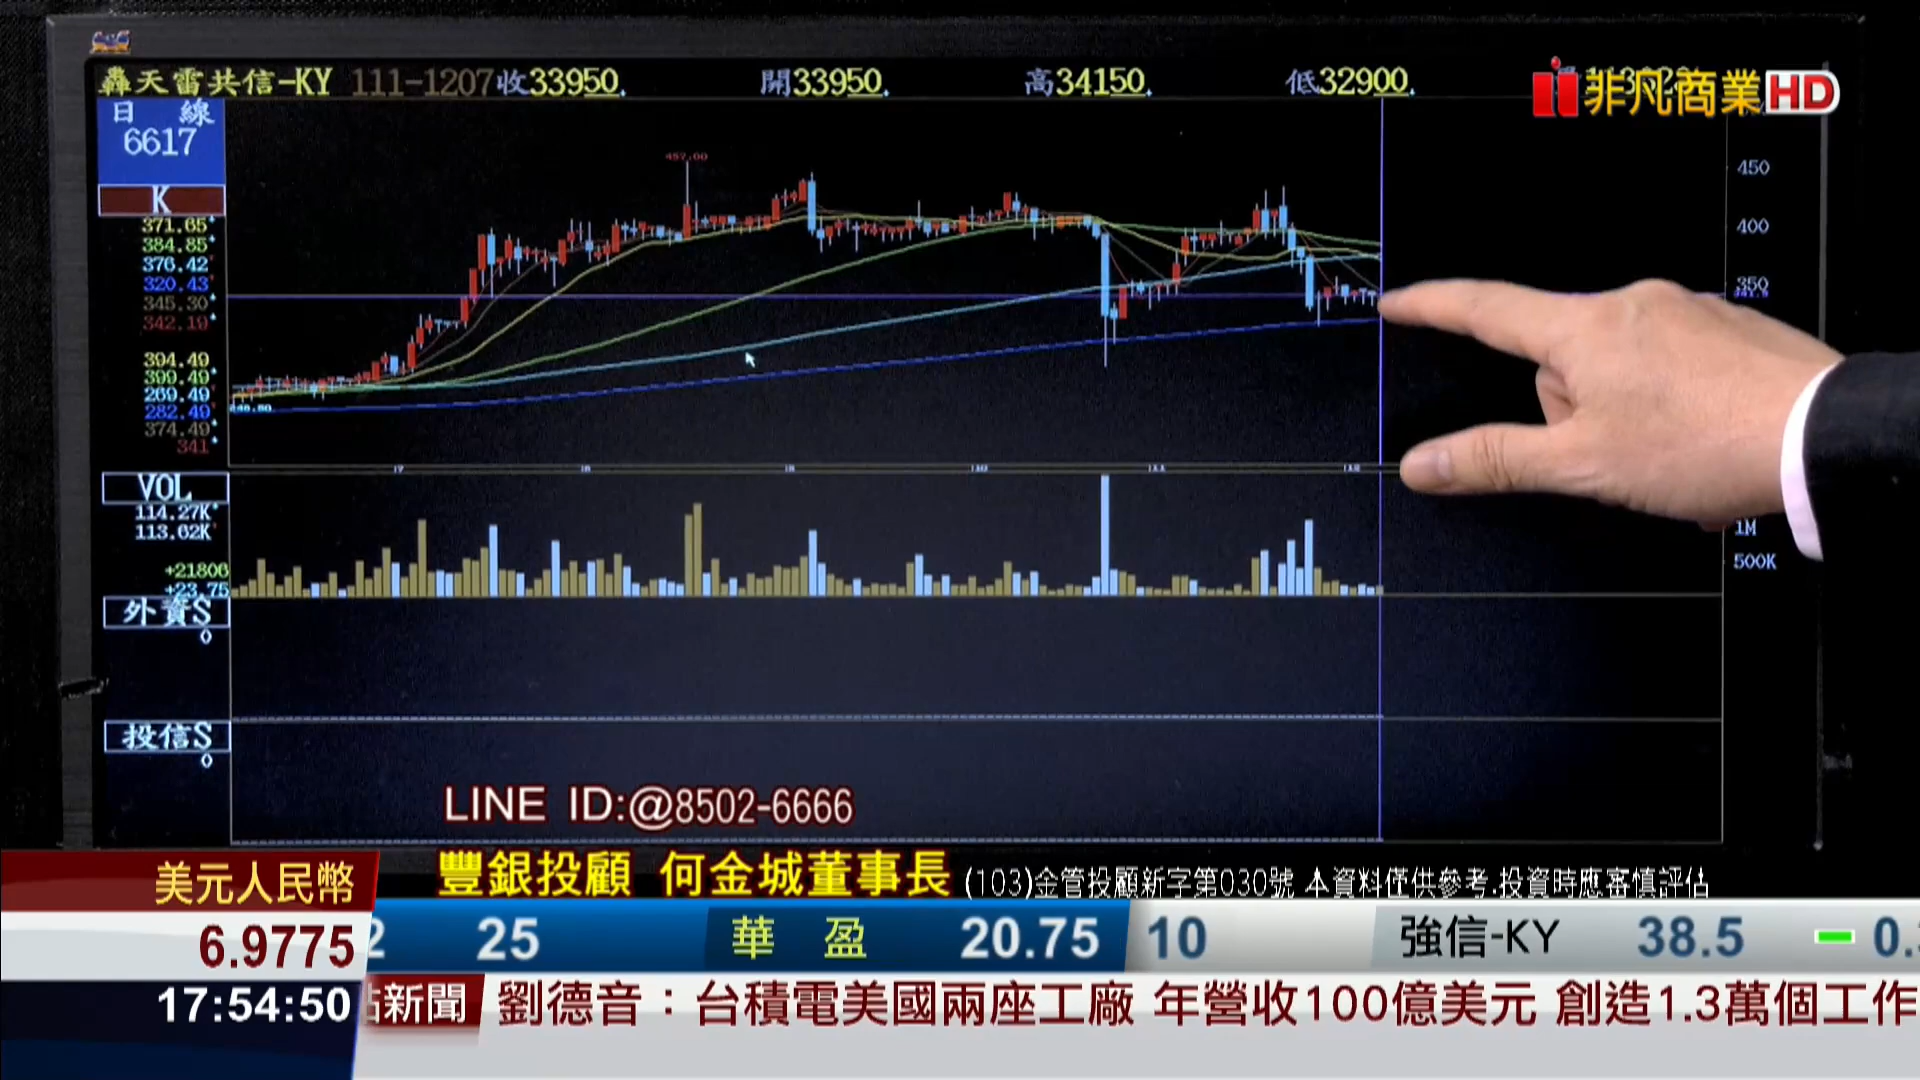 轟天雷共信-KY 111-1207 收33950. 開33950. 高34150. 低32900.
非凡商業HD
日 線
6617
K
371.65
384.85
376.42
320.43
345.30
342.10
394.49
399.49
269.49
282.49
374.49
341
457.00
450
400
350
VOL
114.27K
113.62K
+21806
+23.75
1M
500K
外資S
0
投信S
0
LINE ID:@8502-6666
豐銀投顧 何金城董事長 (103)金管投顧新字第030號 本資料僅供參考.投資時應審慎評估
美元人民幣
6.9775
25 華盈 20.75 10 強信-KY 38.5
17:54:50
新聞 劉德音：台積電美國兩座工廠 年營收100億美元 創造1.3萬個工作